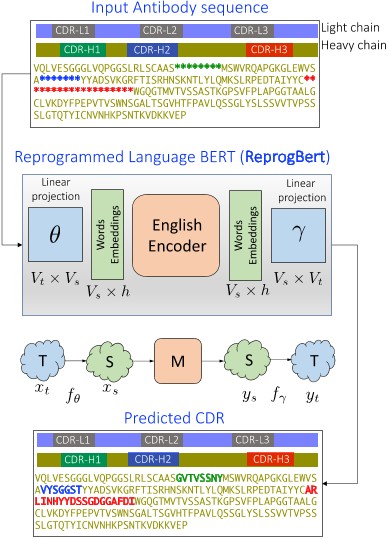 Input Antibody sequence
CDR-L1 CDR-L2 CDR-L3 Light chain
CDR-H1 CDR-H2 CDR-H3 Heavy chain
VQLVESGGGLVQPGGSLRLSCAAS********MSWVRQAPGKGLEWVS
A*******YYADSVKGRFTISRHNSKNTLYLQMKSLRPEDTAIYYC**
*****************WGQGTMVTVSSASTKGPSVFPLAPGGTAALG
CLVKDYFPEPVTVSWNSGALTSGVHTFPAVLQSSGLYSLSSVVTVPSS
SLGTQTYICNVNHKPSNTKVDKKVEP
Reprogrammed Language BERT (ReprogBert)
Linear projection
θ
V_t × V_s
Words Embeddings
V_s × h
English Encoder
Words Embeddings
V_s × h
Linear projection
γ
V_s × V_t
T S M S T
x_t f_θ x_s y_s f_γ y_t
Predicted CDR
CDR-L1 CDR-L2 CDR-L3
CDR-H1 CDR-H2 CDR-H3
VQLVESGGGLVQPGGSLRLSCAASGVTVSSNYMSWVRQAPGKGLEWVS
AVYSGGSTYYADSVKGRFTISRHNSKNTLYLQMKSLRPEDTAIYYCAR
LINHYYDSSGDGGAFDIWGQGTMVTVSSASTKGPSVFPLAPGGTAALG
CLVKDYFPEPVTVSWNSGALTSGVHTFPAVLQSSGLYSLSSVVTVPSS
SLGTQTYICNVNHKPSNTKVDKKVEP